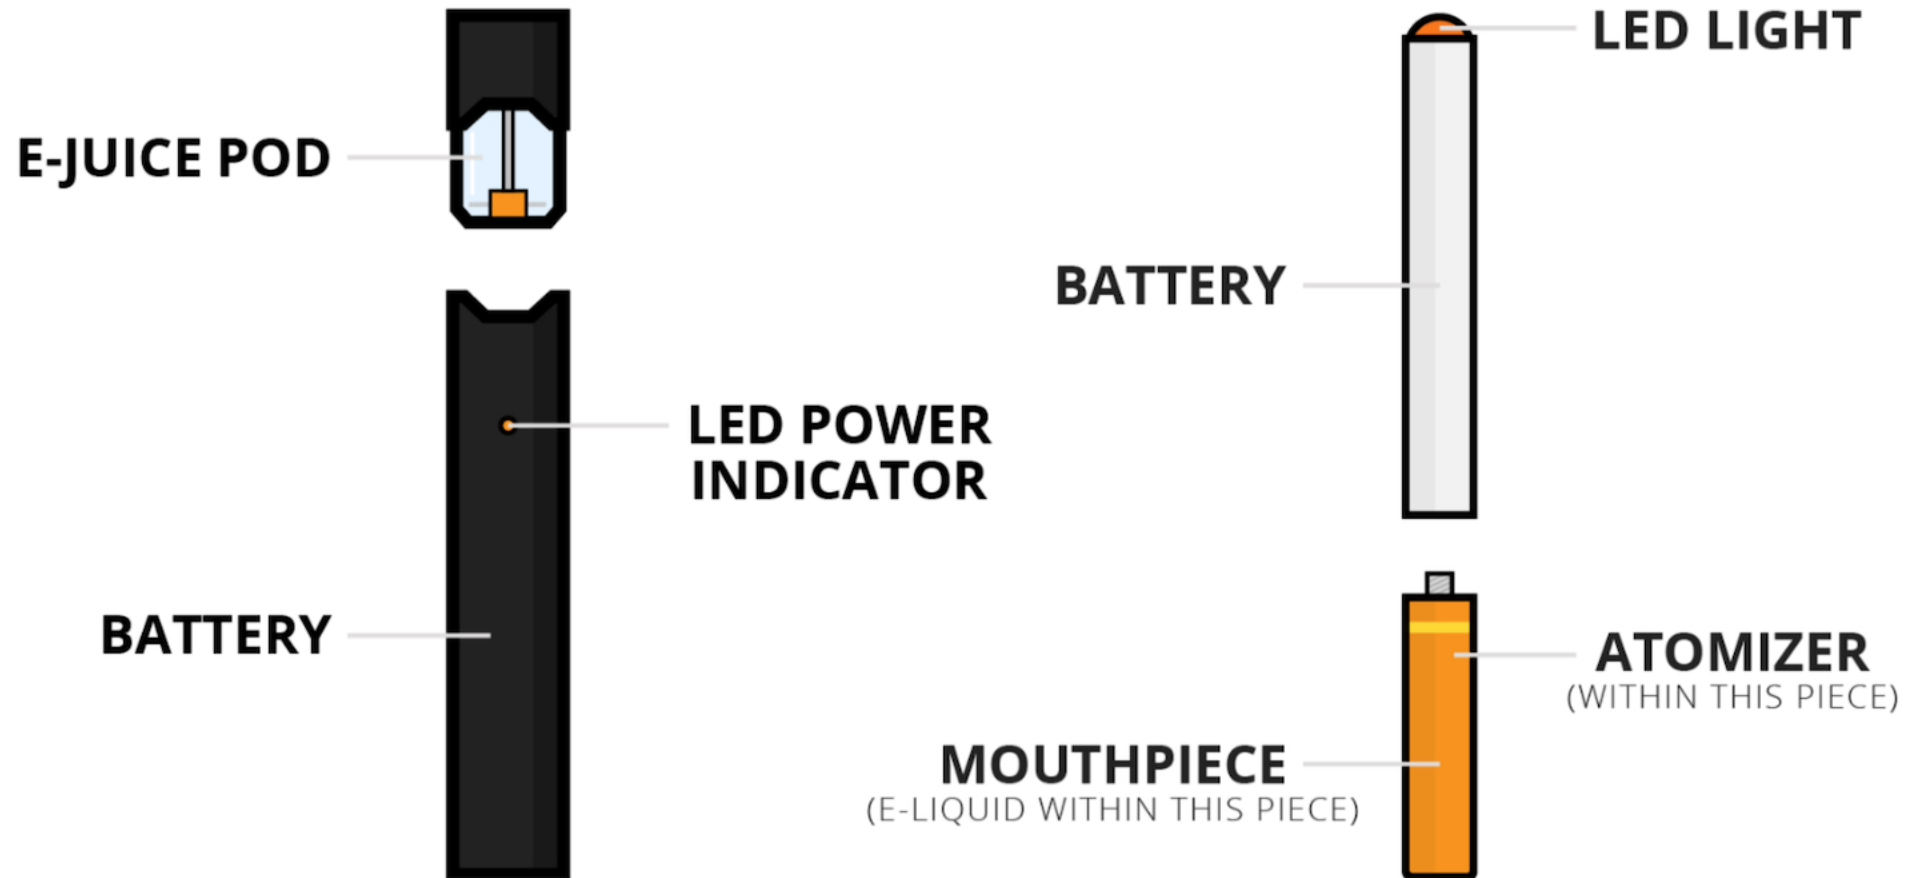 E-JUICE POD
LED POWER
INDICATOR
BATTERY
LED LIGHT
BATTERY
ATOMIZER
(WITHIN THIS PIECE)
MOUTHPIECE
(E-LIQUID WITHIN THIS PIECE)